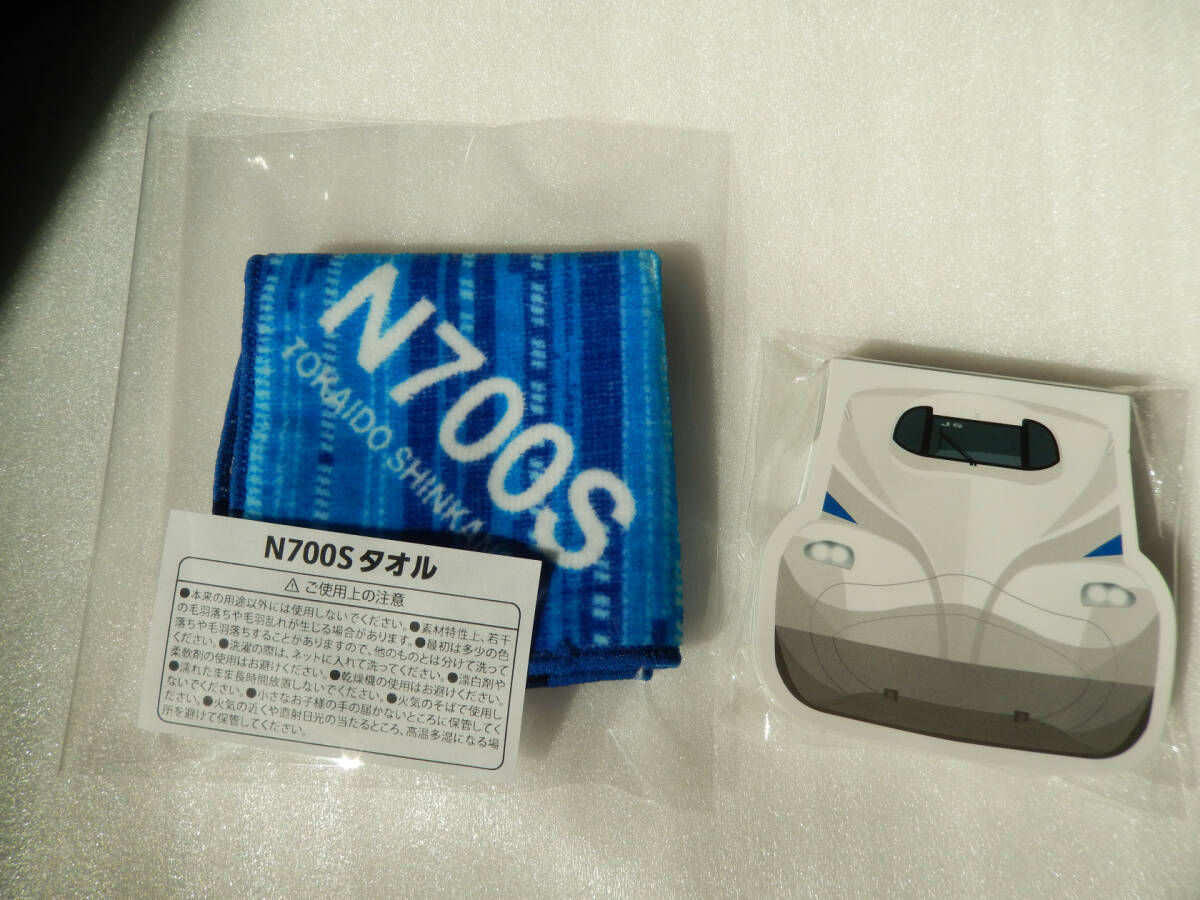 N700S
TOKAIDO SHINKA
N700S タオル
⚠ ご使用上の注意
●本来の用途以外には使用しないでください。●素材特性上、若干
の毛羽落ちや毛羽乱れが生じる場合があります。●最初は多少の色
落ちや毛羽落ちすることがありますので、他のものとは分けて洗って
ください。●洗濯の際は、ネットに入れて洗ってください。●漂白剤や
柔軟剤の使用はお避けください。●乾燥機の使用はお避けください。
●濡れたまま長時間放置しないでください。●火気のそばで使用し
ないでください。●小さなお子様の手の届かないところに保管してく
ださい。●火気の近くや直射日光の当たるところ、高温多湿になる場
所を避けて保管してください。
JS